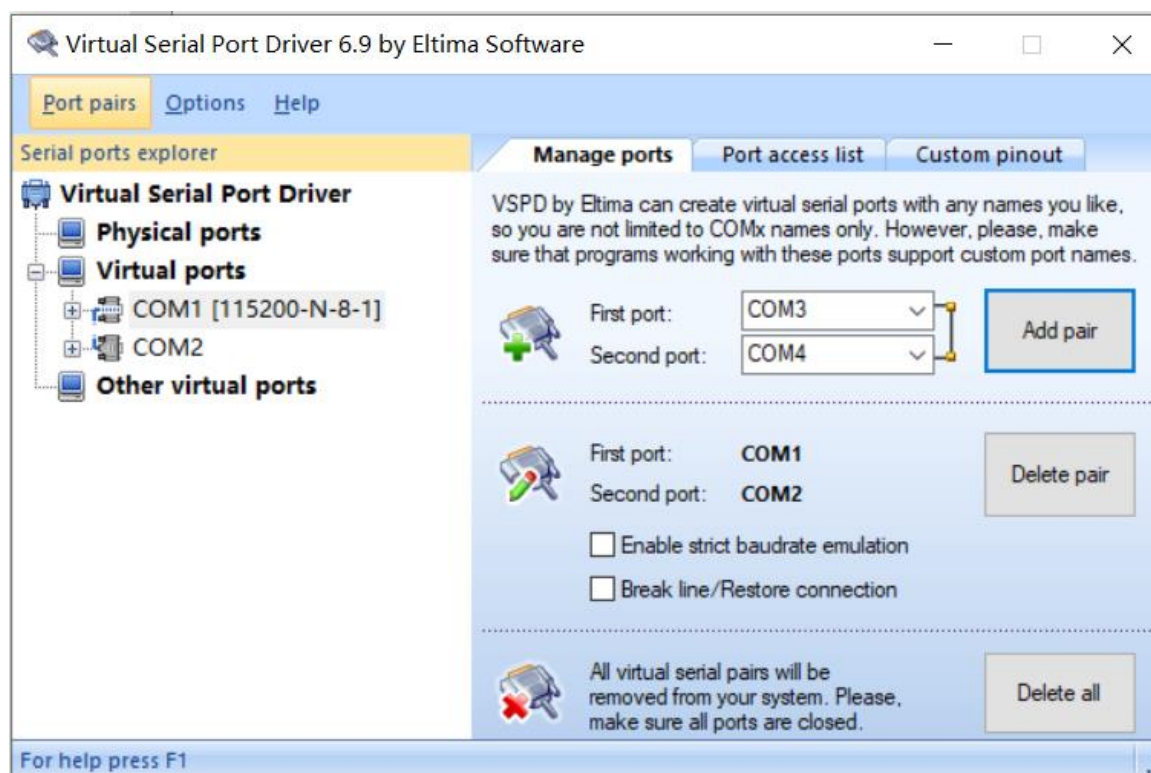 Virtual Serial Port Driver 6.9 by Eltima Software
Port pairs Options Help
Serial ports explorer
Virtual Serial Port Driver
Physical ports
Virtual ports
COM1 [115200-N-8-1]
COM2
Other virtual ports
Manage ports Port access list Custom pinout
VSPD by Eltima can create virtual serial ports with any names you like,
so you are not limited to COMx names only. However, please, make
sure that programs working with these ports support custom port names.
First port: COM3
Second port: COM4
Add pair
First port: COM1
Second port: COM2
Delete pair
Enable strict baudrate emulation
Break line/Restore connection
All virtual serial pairs will be
removed from your system. Please,
make sure all ports are closed.
Delete all
For help press F1